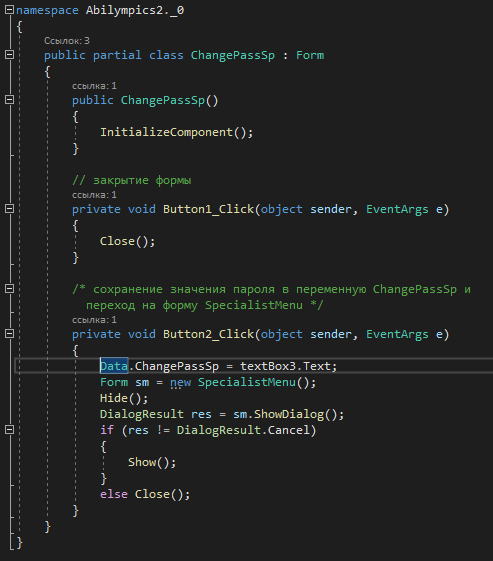 namespace Abilympics2._0
{
Ссылок: 3
public partial class ChangePassSp : Form
{
ссылка: 1
public ChangePassSp()
{
InitializeComponent();
}
// закрытие формы
ссылка: 1
private void Button1_Click(object sender, EventArgs e)
{
Close();
}
/* сохранение значения пароля в переменную ChangePassSp и
переход на форму SpecialistMenu */
ссылка: 1
private void Button2_Click(object sender, EventArgs e)
{
Data.ChangePassSp = textBox3.Text;
Form sm = new SpecialistMenu();
Hide();
DialogResult res = sm.ShowDialog();
if (res != DialogResult.Cancel)
{
Show();
}
else Close();
}
}
}